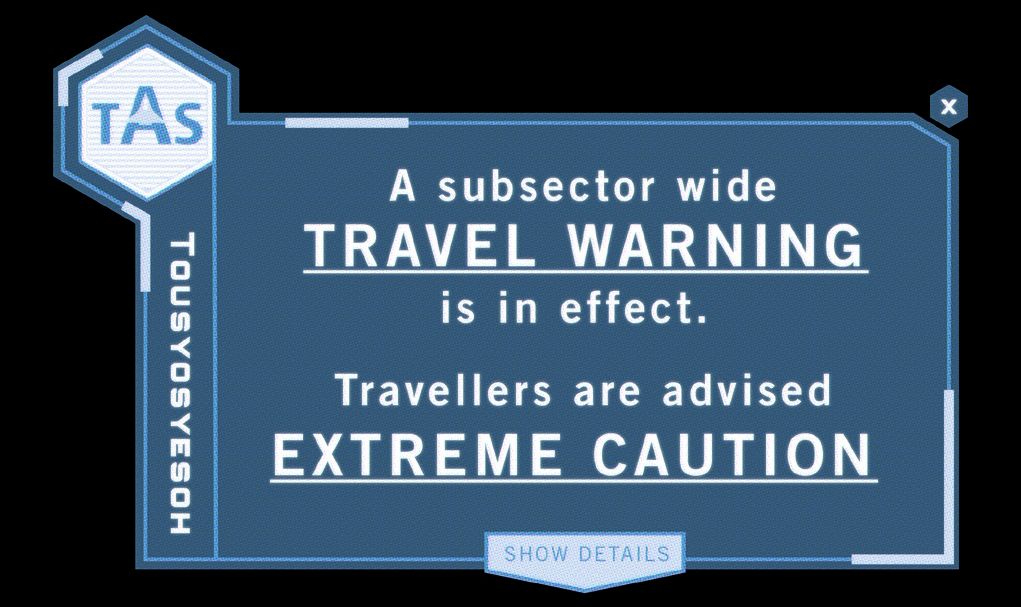 TAS
X
TOUSYOSYESOH
A subsector wide
TRAVEL WARNING
is in effect.
Travellers are advised
EXTREME CAUTION
SHOW DETAILS